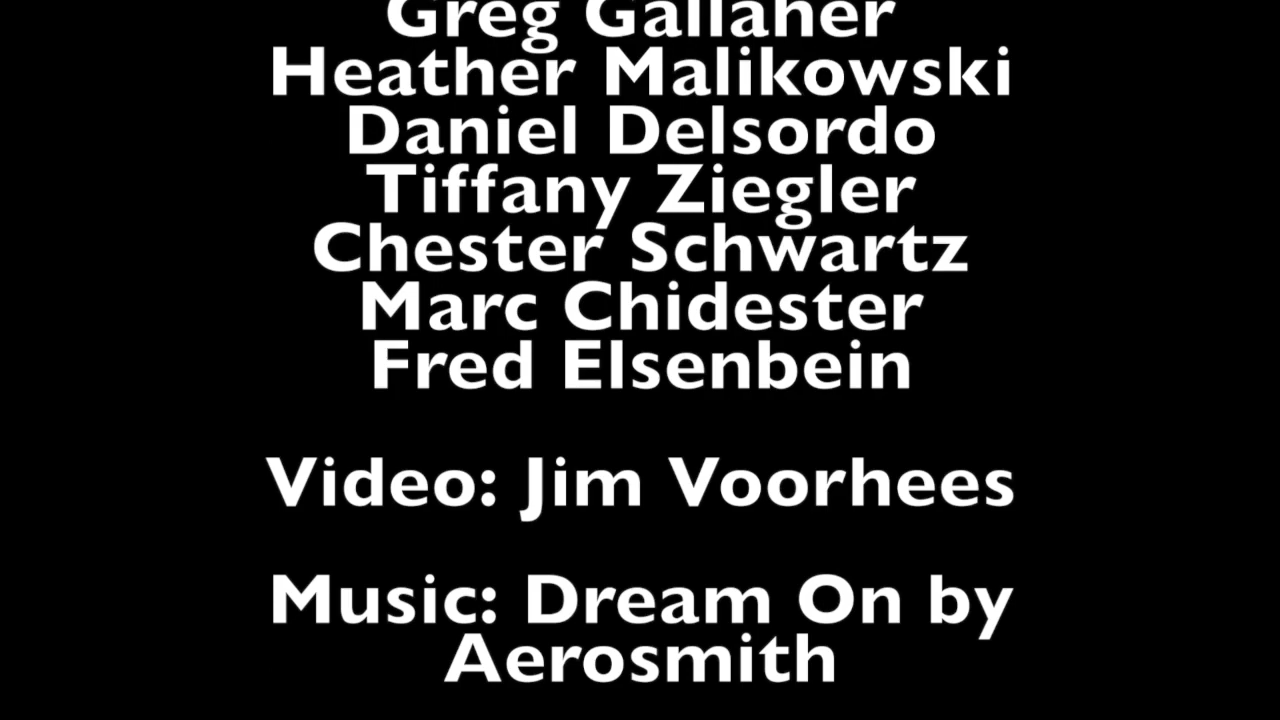 Greg Gallaher
Heather Malikowski
Daniel Delsordo
Tiffany Ziegler
Chester Schwartz
Marc Chidester
Fred Elsenbein
Video: Jim Voorhees
Music: Dream On by
Aerosmith